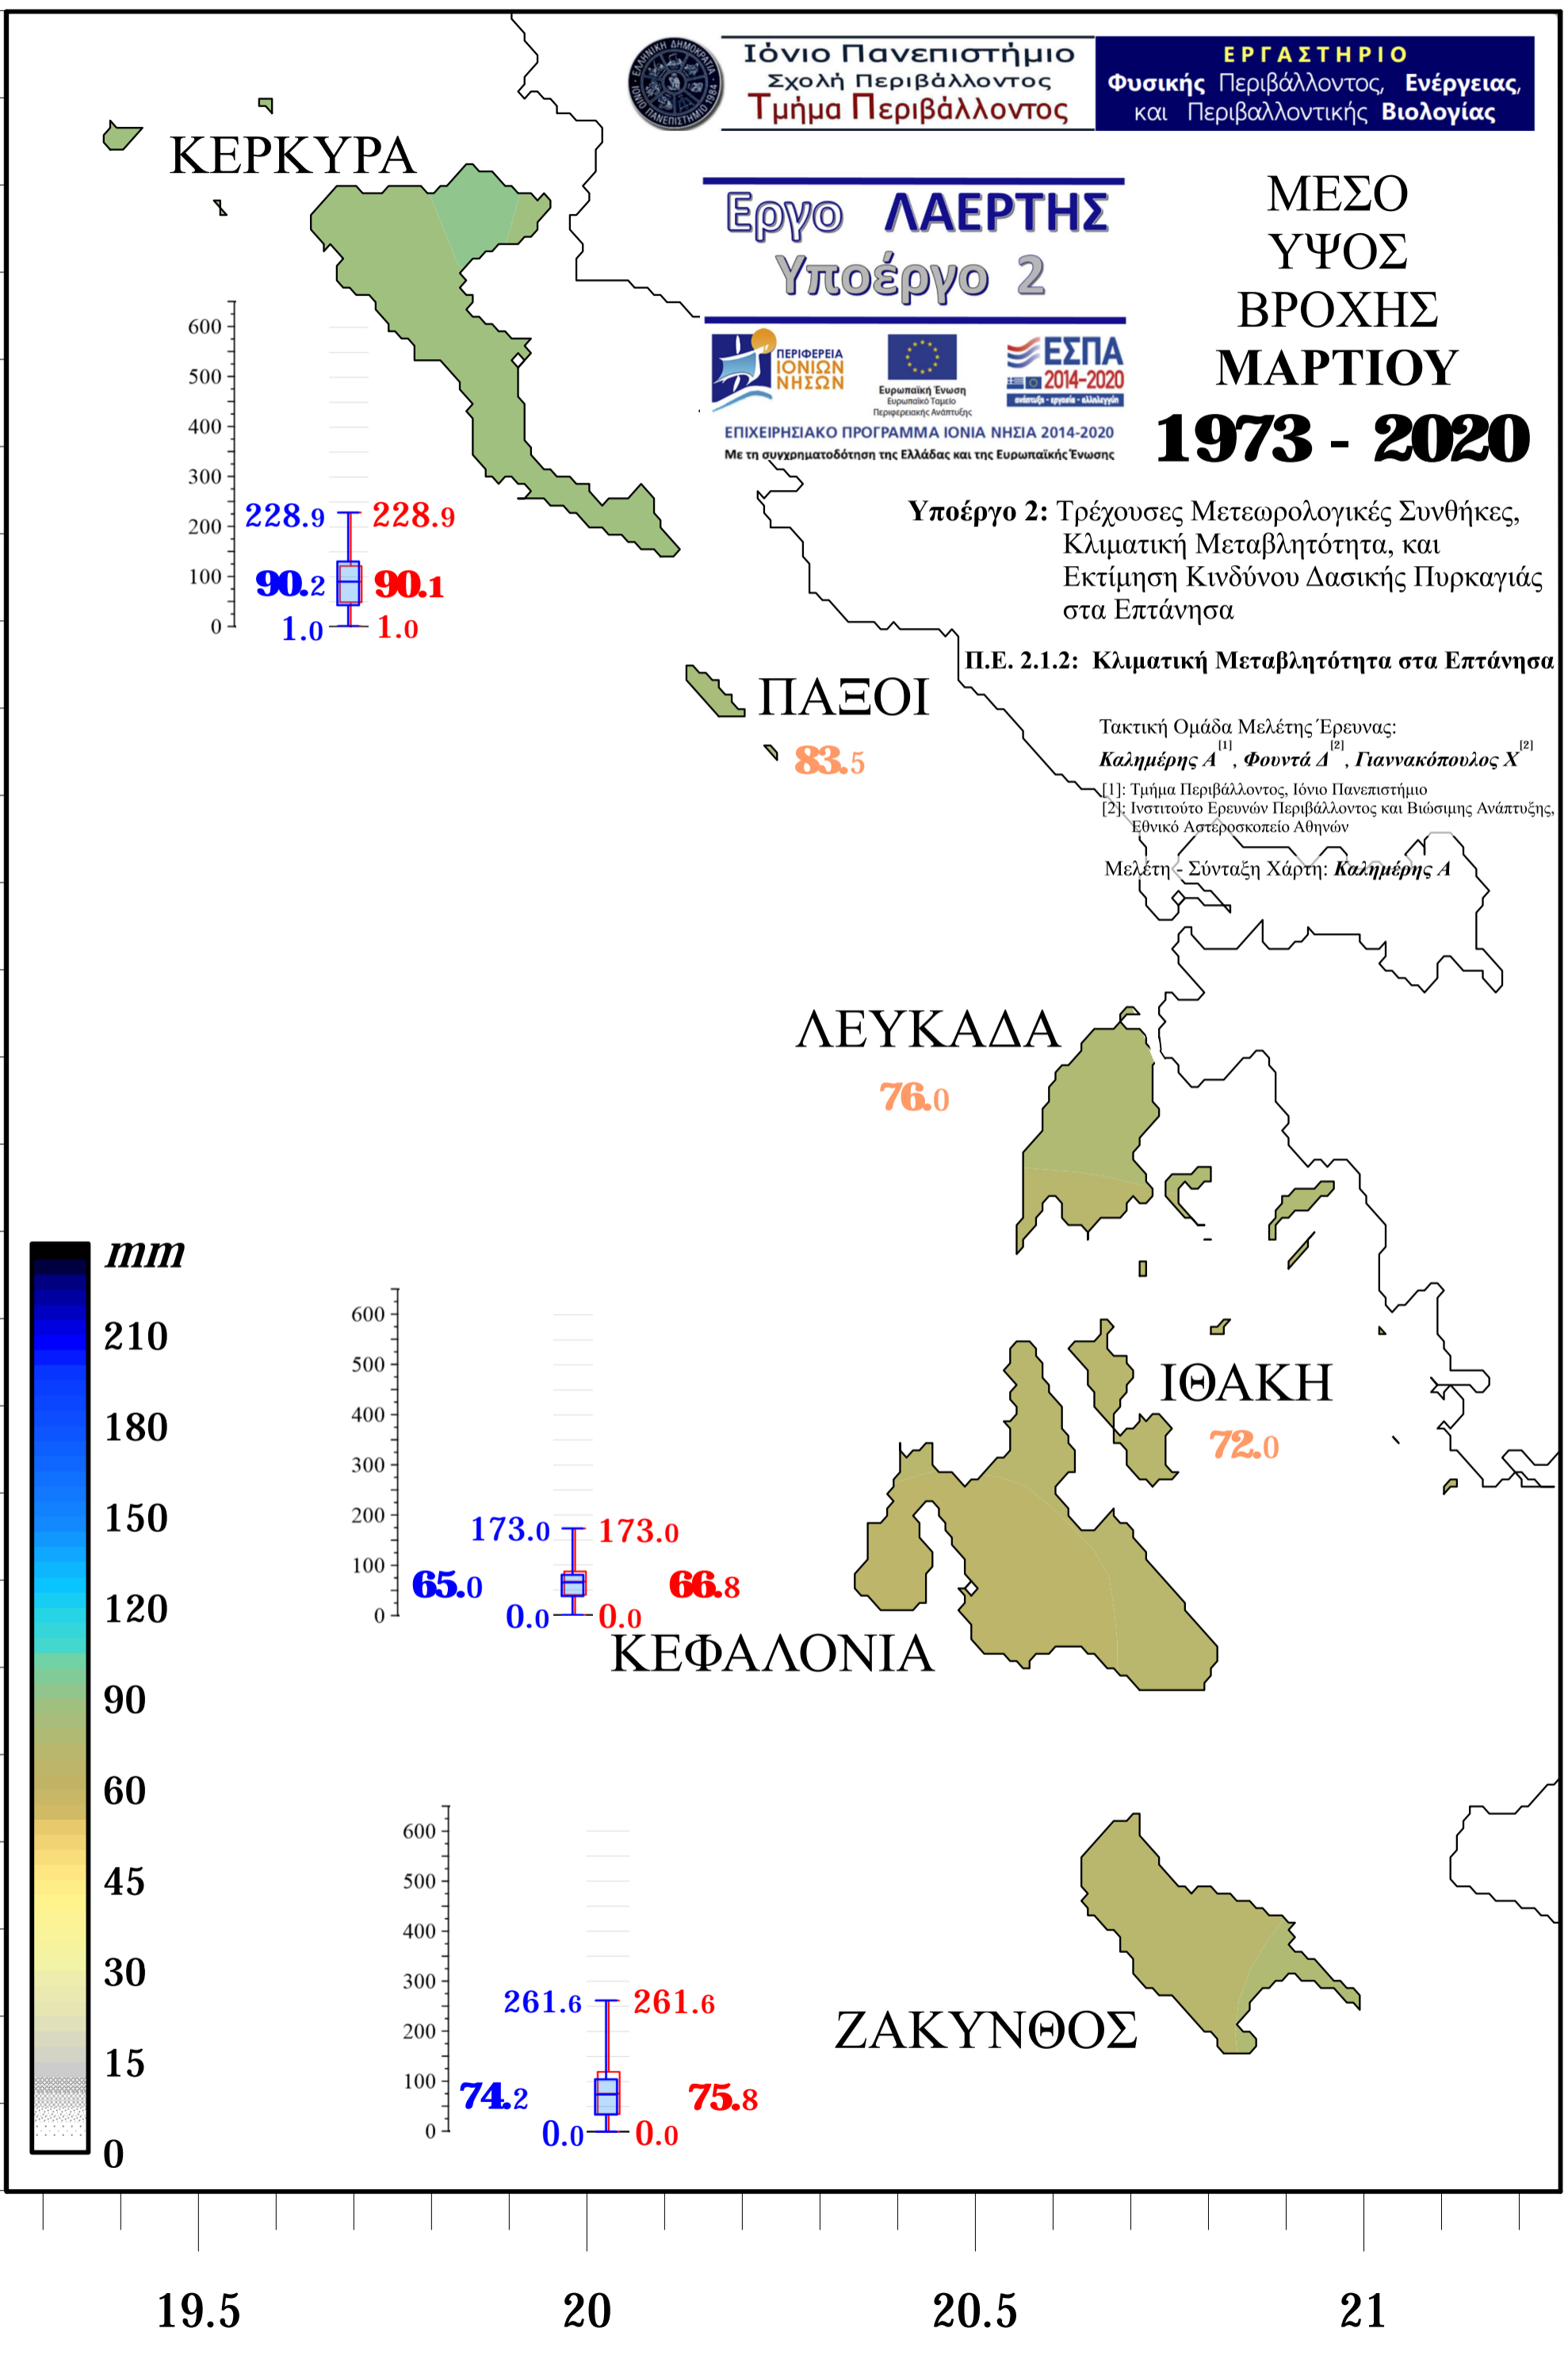 Ιόνιο Πανεπιστήμιο
Σχολή Περιβάλλοντος
Τμήμα Περιβάλλοντος
ΕΡΓΑΣΤΗΡΙΟ
Φυσικής Περιβάλλοντος, Ενέργειας,
και Περιβαλλοντικής Βιολογίας
Εργο ΛΑΕΡΤΗΣ
Υποέργο 2
ΠΕΡΙΦΕΡΕΙΑ
ΙΟΝΙΩΝ
ΝΗΣΩΝ
Ευρωπαϊκή Ένωση
Ευρωπαϊκό Ταμείο
Περιφερειακής Ανάπτυξης
ΕΣΠΑ
2014-2020
ανάπτυξη - εργασία - αλληλεγγύη
ΕΠΙΧΕΙΡΗΣΙΑΚΟ ΠΡΟΓΡΑΜΜΑ ΙΟΝΙΑ ΝΗΣΙΑ 2014-2020
Με τη συγχρηματοδότηση της Ελλάδας και της Ευρωπαϊκής Ένωσης
ΜΕΣΟ
ΥΨΟΣ
ΒΡΟΧΗΣ
ΜΑΡΤΙΟΥ
1973 - 2020
Υποέργο 2: Τρέχουσες Μετεωρολογικές Συνθήκες,
Κλιματική Μεταβλητότητα, και
Εκτίμηση Κινδύνου Δασικής Πυρκαγιάς
στα Επτάνησα
Π.Ε. 2.1.2: Κλιματική Μεταβλητότητα στα Επτάνησα
Τακτική Ομάδα Μελέτης Έρευνας:
Καλημέρης Α[1], Φουντά Δ[2], Γιαννακόπουλος Χ[2]
[1]: Τμήμα Περιβάλλοντος, Ιόνιο Πανεπιστήμιο
[2]: Ινστιτούτο Ερευνών Περιβάλλοντος και Βιώσιμης Ανάπτυξης,
Εθνικό Αστεροσκοπείο Αθηνών
Μελέτη - Σύνταξη Χάρτη: Καλημέρης Α
ΚΕΡΚΥΡΑ
600
500
400
300
200
100
0
228.9 228.9
90.2 90.1
1.0 1.0
ΠΑΞΟΙ
83.5
ΛΕΥΚΑΔΑ
76.0
ΙΘΑΚΗ
72.0
600
500
400
300
200
100
0
173.0 173.0
65.0 66.8
0.0 0.0
ΚΕΦΑΛΟΝΙΑ
600
500
400
300
200
100
0
261.6 261.6
74.2 75.8
0.0 0.0
ΖΑΚΥΝΘΟΣ
mm
210
180
150
120
90
60
45
30
15
0
19.5 20 20.5 21